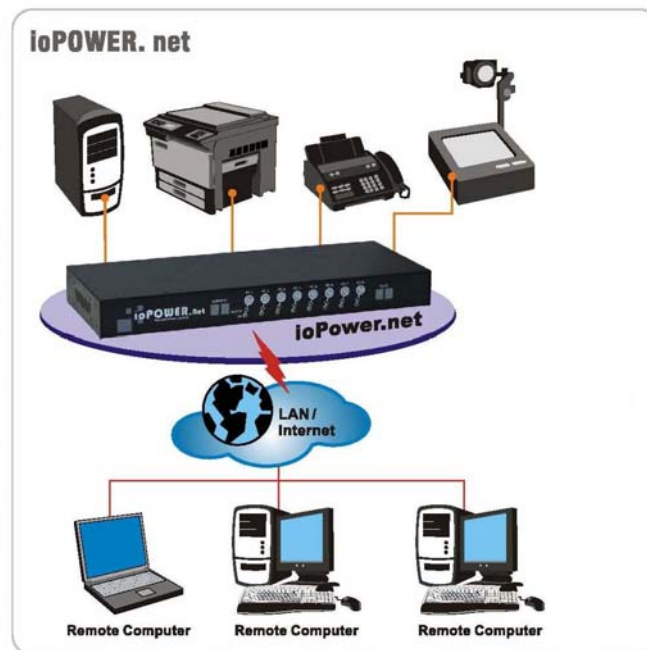 ioPOWER. net
ioPOWER.net
ioPower.net
LAN /
Internet
Remote Computer
Remote Computer
Remote Computer